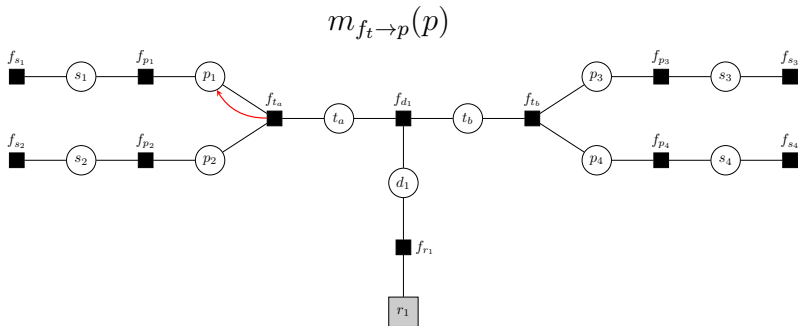 m_{f_t→p}(p)
f_{s_1} s_1 f_{p_1} p_1 f_{t_a} t_a f_{d_1} t_b f_{t_b} p_3 f_{p_3} s_3 f_{s_3}
f_{s_2} s_2 f_{p_2} p_2 p_4 f_{p_4} s_4 f_{s_4}
d_1
f_{r_1}
r_1